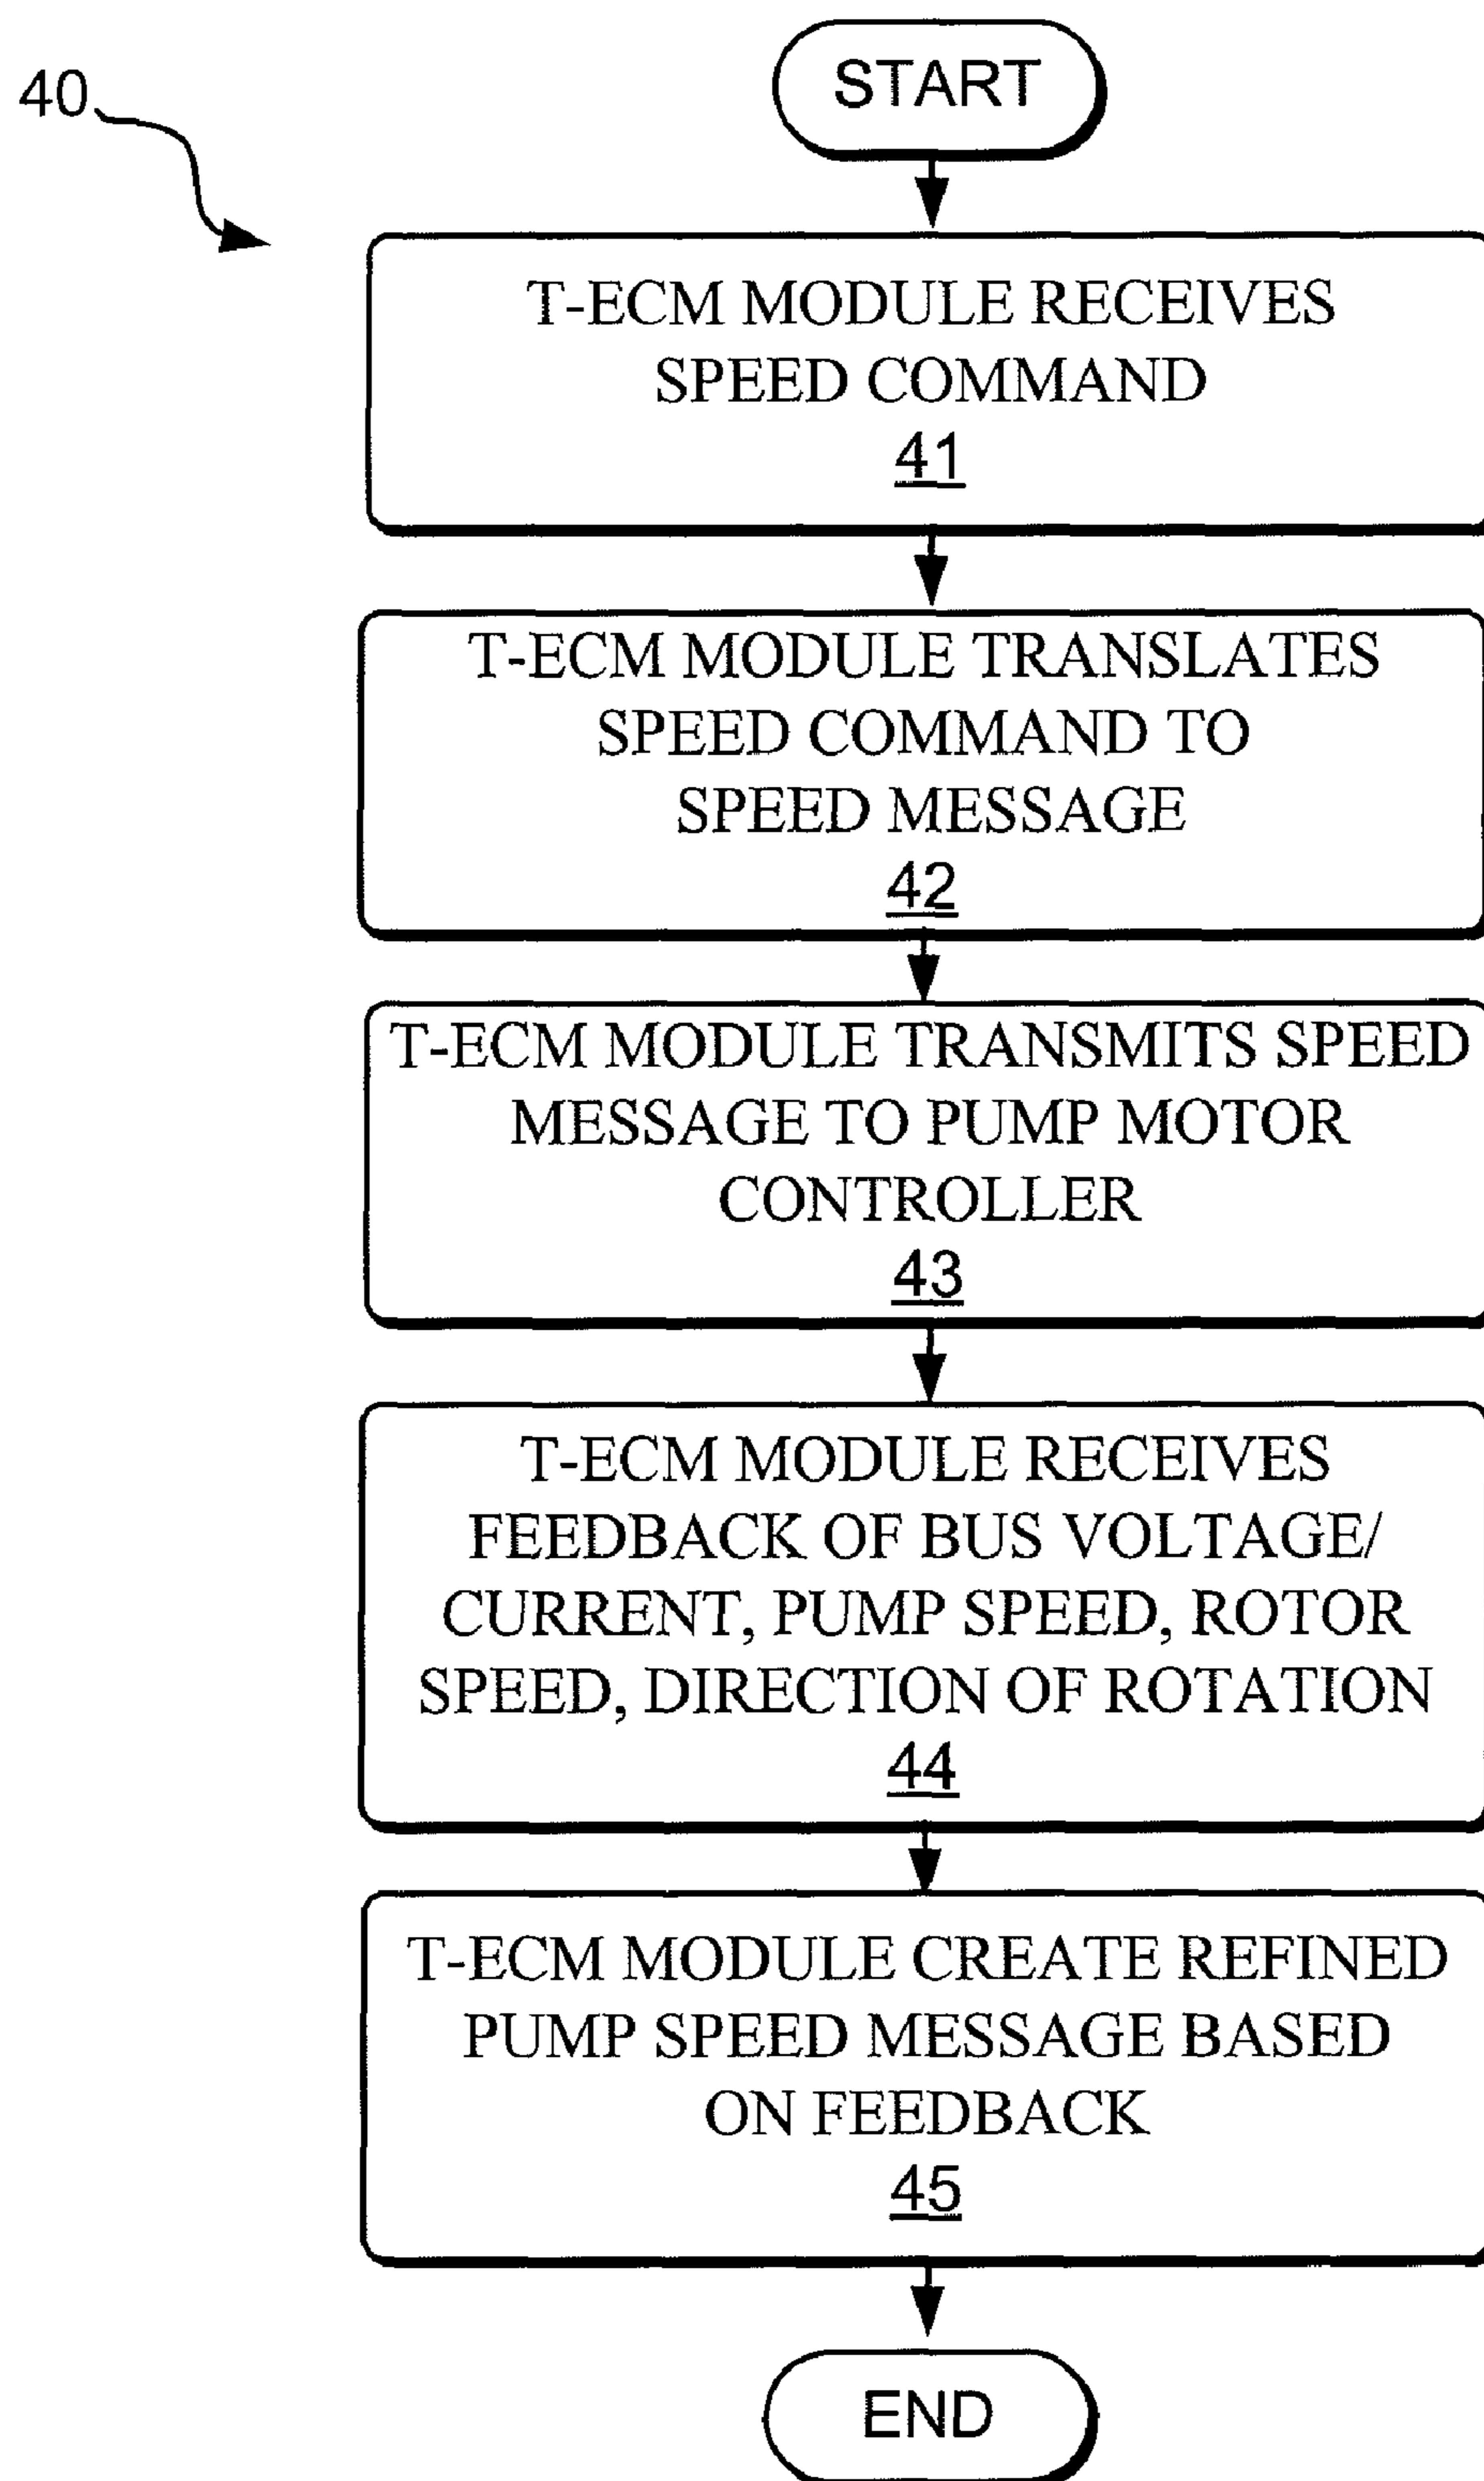 40
START
T-ECM MODULE RECEIVES
SPEED COMMAND
41
T-ECM MODULE TRANSLATES
SPEED COMMAND TO
SPEED MESSAGE
42
T-ECM MODULE TRANSMITS SPEED
MESSAGE TO PUMP MOTOR
CONTROLLER
43
T-ECM MODULE RECEIVES
FEEDBACK OF BUS VOLTAGE/
CURRENT, PUMP SPEED, ROTOR
SPEED, DIRECTION OF ROTATION
44
T-ECM MODULE CREATE REFINED
PUMP SPEED MESSAGE BASED
ON FEEDBACK
45
END